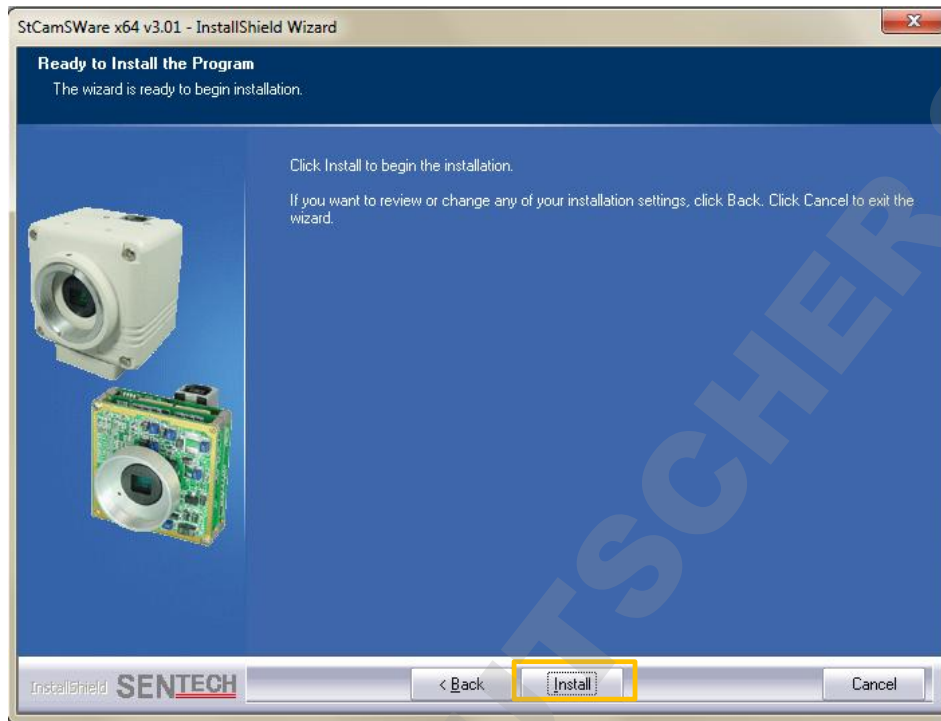 StCamSWare x64 v3.01 - InstallShield Wizard
Ready to Install the Program
The wizard is ready to begin installation.
Click Install to begin the installation.
If you want to review or change any of your installation settings, click Back. Click Cancel to exit the
wizard.
InstallShield SENTECH
< Back
Install
Cancel